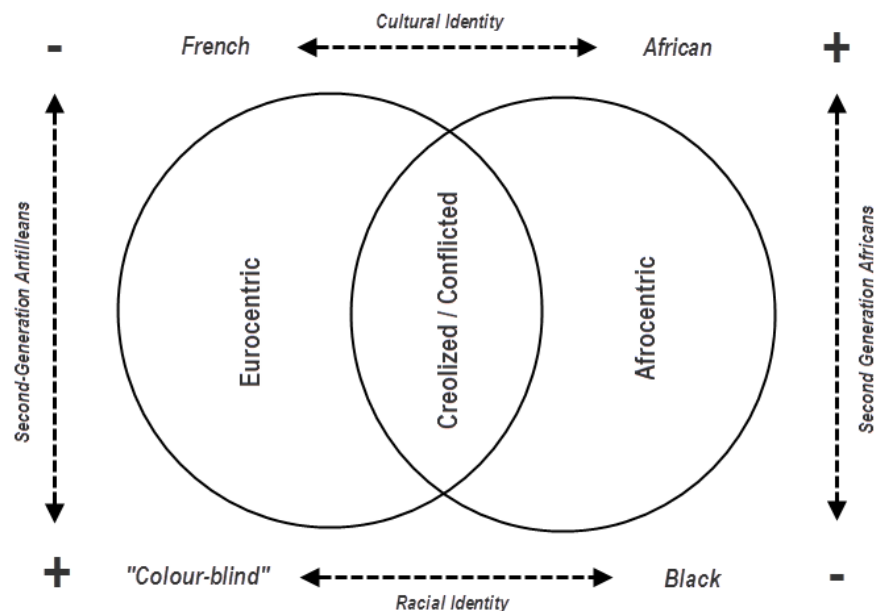 Cultural Identity
- French African +
Second-Generation Antilleans
Eurocentric
Creolized / Conflicted
Afrocentric
Second Generation Africans
+ "Colour-blind" Black -
Racial Identity